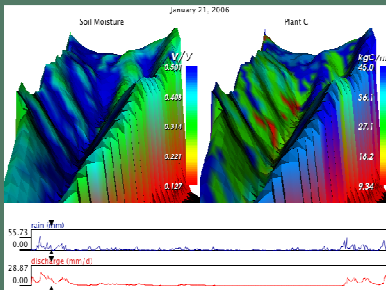 January 21, 2006
Soil Moisture
Plant C
V/V
kgC/m
0.501
0.408
0.314
0.221
0.127
45.0
36.1
27.1
18.2
9.34
rain (mm)
55.73
0.00
discharge (mm/d)
28.87
0.00